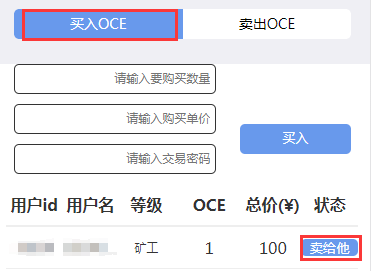 买入OCE 卖出OCE
请输入要购买数量
请输入购买单价
买入
请输入交易密码
用户id 用户名 等级 OCE 总价(¥) 状态
矿工 1 100 卖给他